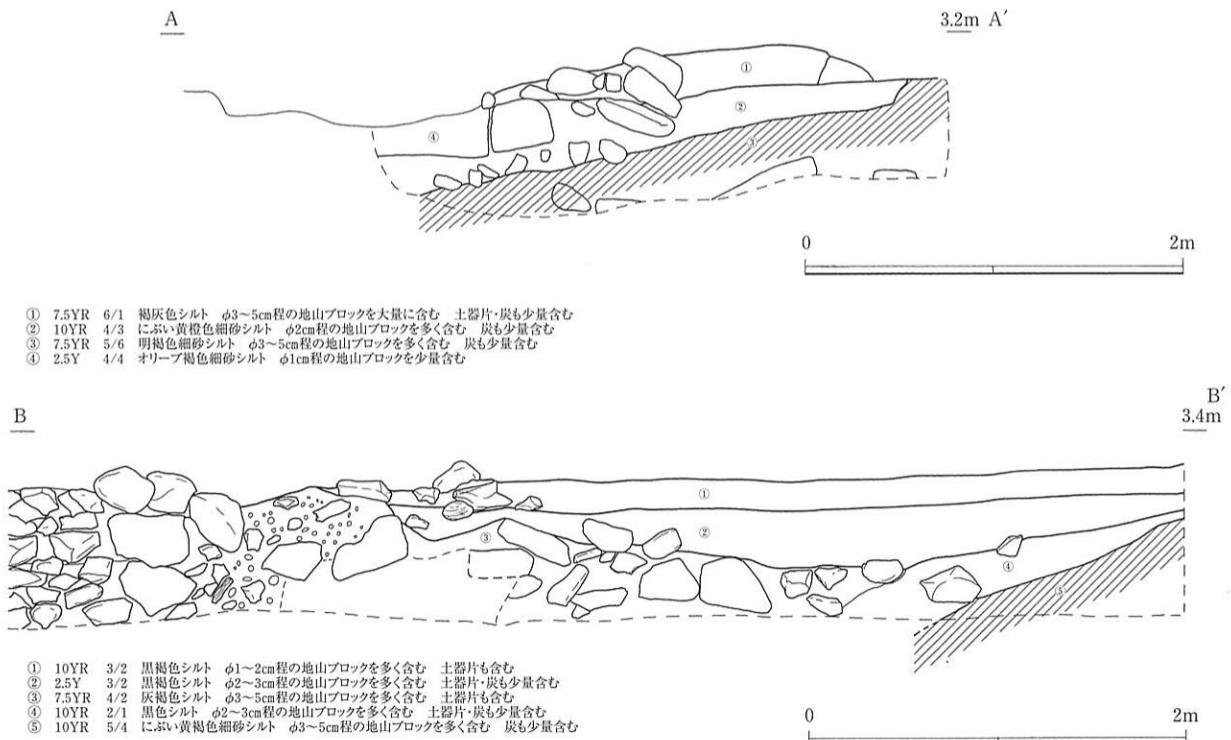 A 3.2m A′
①
②
④
③
0 2m
① 7.5YR 6/1 褐灰色シルト φ3～5cm程の地山ブロックを大量に含む 土器片・炭も少量含む
② 10YR 4/3 にぶい黄橙色細砂シルト φ2cm程の地山ブロックを多く含む 炭も少量含む
③ 7.5YR 5/6 明褐色細砂シルト φ3～5cm程の地山ブロックを多く含む 炭も少量含む
④ 2.5Y 4/4 オリーブ褐色細砂シルト φ1cm程の地山ブロックを少量含む
B B′
3.4m
①
②
③
④
⑤
① 10YR 3/2 黒褐色シルト φ1～2cm程の地山ブロックを多く含む 土器片も含む
② 2.5Y 3/2 黒褐色シルト φ2～3cm程の地山ブロックを多く含む 土器片・炭も少量含む
③ 7.5YR 4/2 灰褐色シルト φ3～5cm程の地山ブロックを多く含む 土器片も含む
④ 10YR 2/1 黒色シルト φ2～3cm程の地山ブロックを多く含む 土器片・炭も少量含む
⑤ 10YR 5/4 にぶい黄褐色細砂シルト φ3～5cm程の地山ブロックを多く含む 炭も少量含む
0 2m